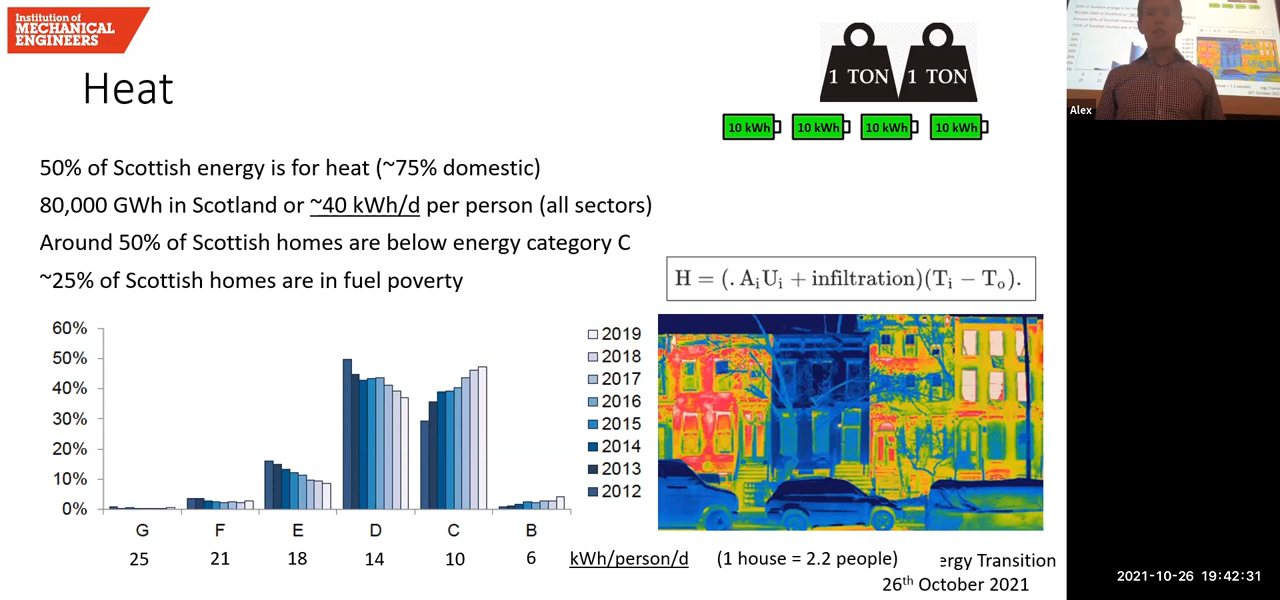 Institution of
MECHANICAL
ENGINEERS
Heat
1 TON 1 TON
10 kWh 10 kWh 10 kWh 10 kWh
50% of Scottish energy is for heat (~75% domestic)
80,000 GWh in Scotland or ~40 kWh/d per person (all sectors)
Around 50% of Scottish homes are below energy category C
~25% of Scottish homes are in fuel poverty
H = (. AᵢUᵢ + infiltration)(Tᵢ − Tₒ).
60%
50%
40%
30%
20%
10%
0%
2019
2018
2017
2016
2015
2014
2013
2012
G F E D C B
25 21 18 14 10 6 kWh/person/d (1 house = 2.2 people)
ergy Transition
26th October 2021
Alex
2021-10-26 19:42:31